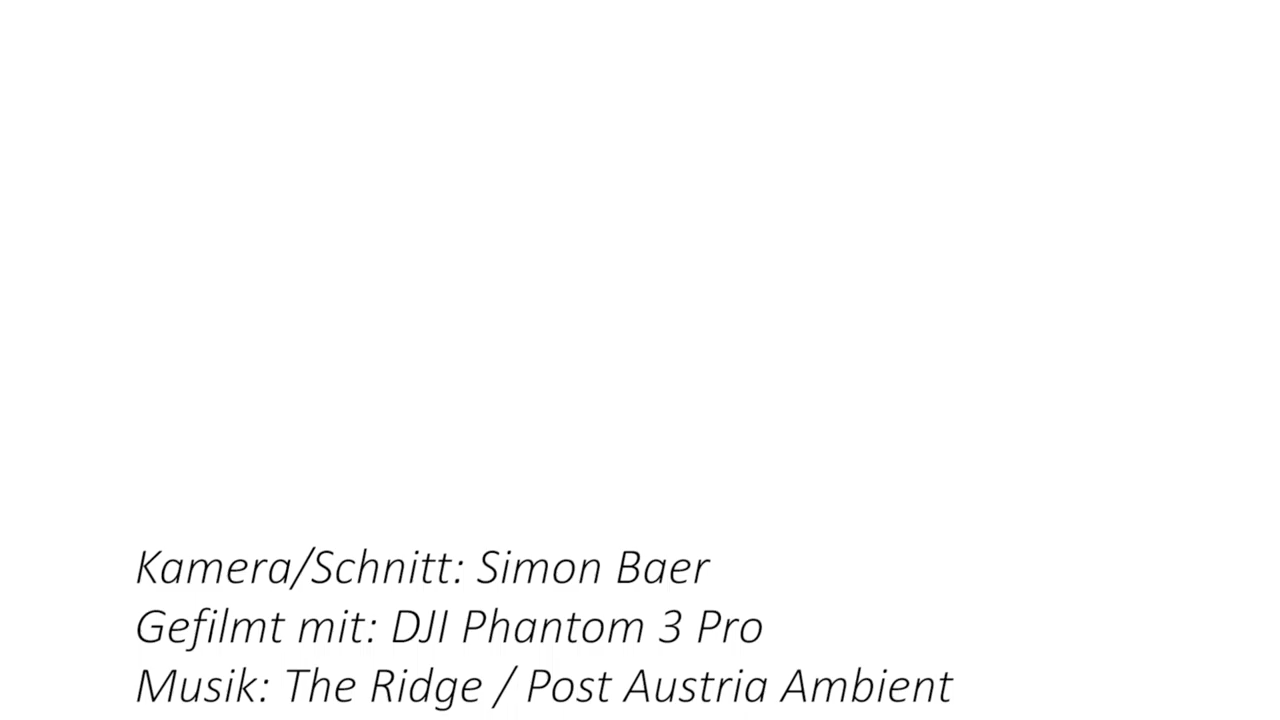 Kamera/Schnitt: Simon Baer
Gefilmt mit: DJI Phantom 3 Pro
Musik: The Ridge / Post Austria Ambient